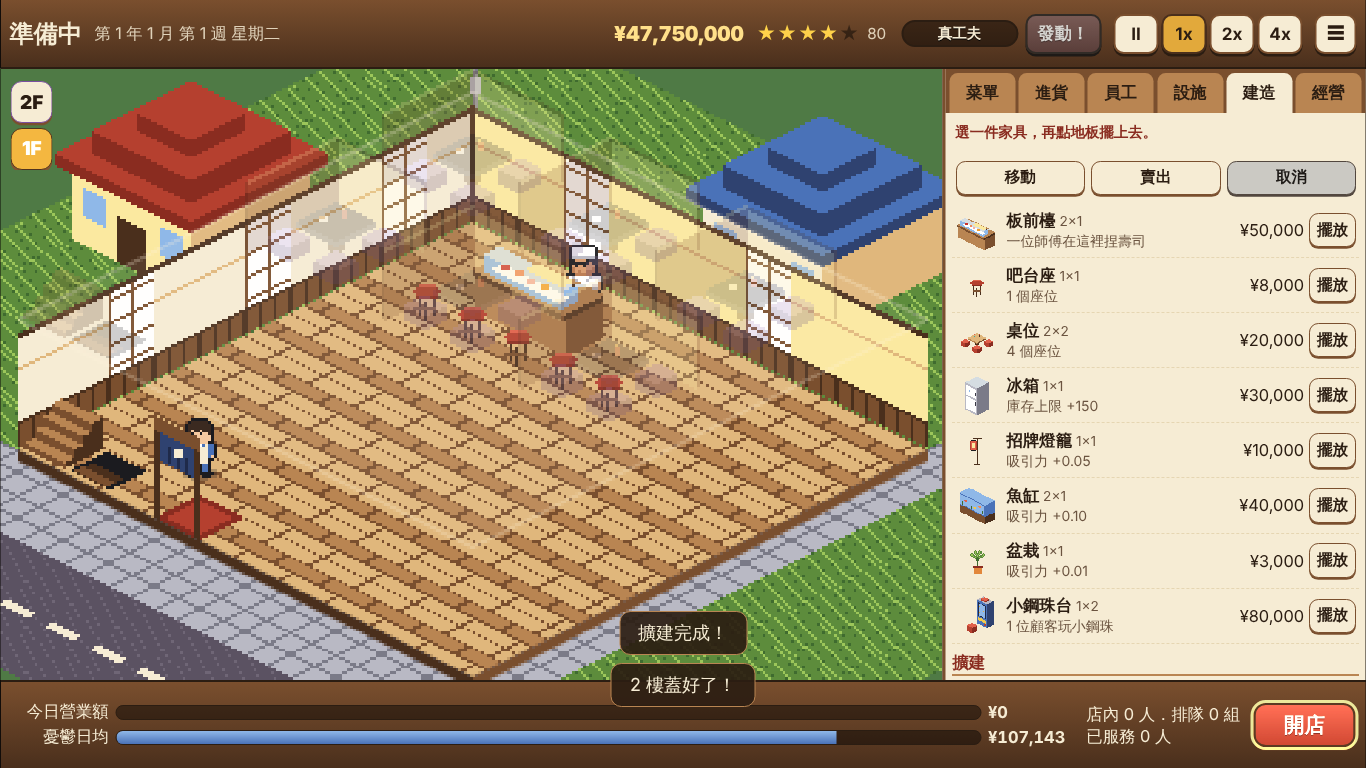 準備中 第 1 年 1 月 第 1 週 星期二 ¥47,750,000 ★★★★★ 80 真工夫 發動！ II 1x 2x 4x ☰
2F
1F
菜單 進貨 員工 設施 建造 經營
選一件家具，再點地板擺上去。
移動 賣出 取消
板前檯 2×1 ¥50,000 擺放
一位師傅在這裡捏壽司
吧台座 1×1 ¥8,000 擺放
1 個座位
桌位 2×2 ¥20,000 擺放
4 個座位
冰箱 1×1 ¥30,000 擺放
庫存上限 +150
招牌燈籠 1×1 ¥10,000 擺放
吸引力 +0.05
魚缸 2×1 ¥40,000 擺放
吸引力 +0.10
盆栽 1×1 ¥3,000 擺放
吸引力 +0.01
小鋼珠台 1×2 ¥80,000 擺放
1 位顧客玩小鋼珠
擴建
擴建完成！
2 樓蓋好了！
今日營業額 ¥0
憂鬱日均 ¥107,143
店內 0 人．排隊 0 組
已服務 0 人
開店